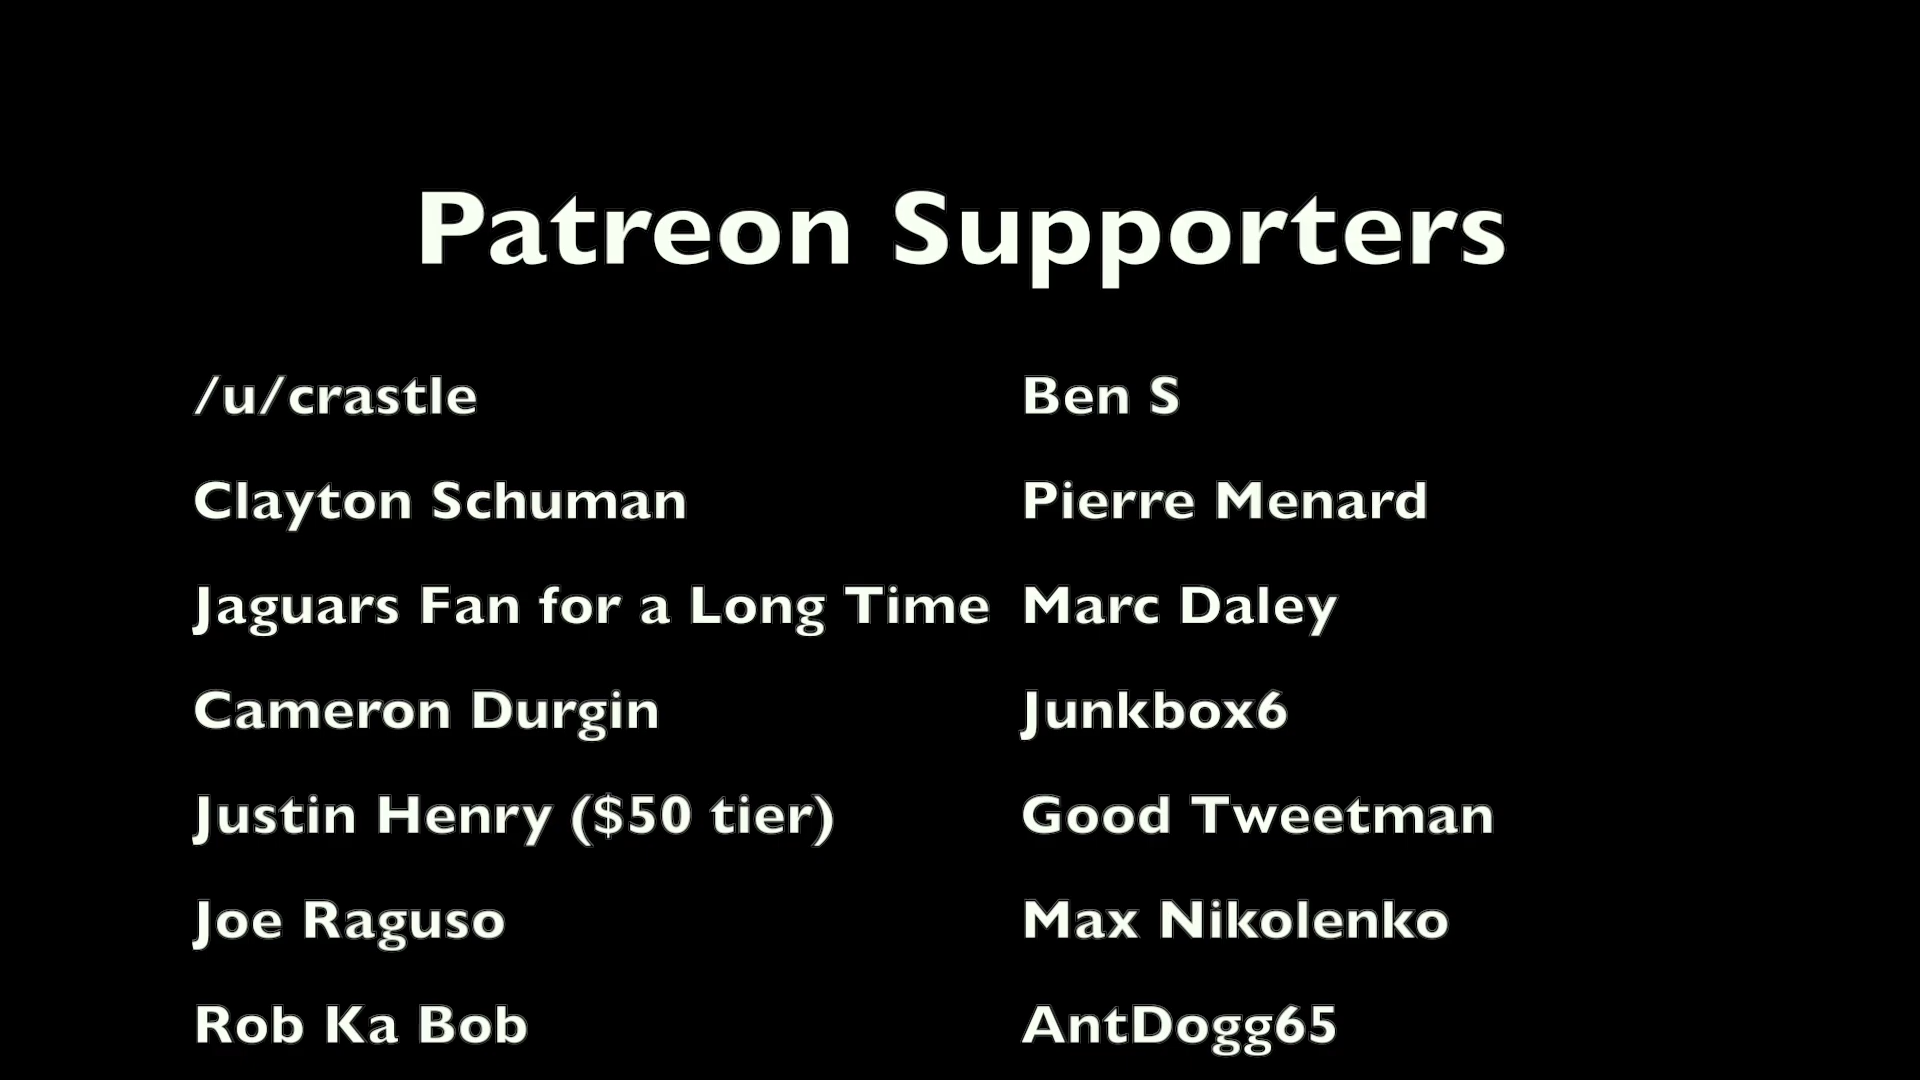 Patreon Supporters
/u/crastle
Ben S
Clayton Schuman
Pierre Menard
Jaguars Fan for a Long Time
Marc Daley
Cameron Durgin
Junkbox6
Justin Henry ($50 tier)
Good Tweetman
Joe Raguso
Max Nikolenko
Rob Ka Bob
AntDogg65